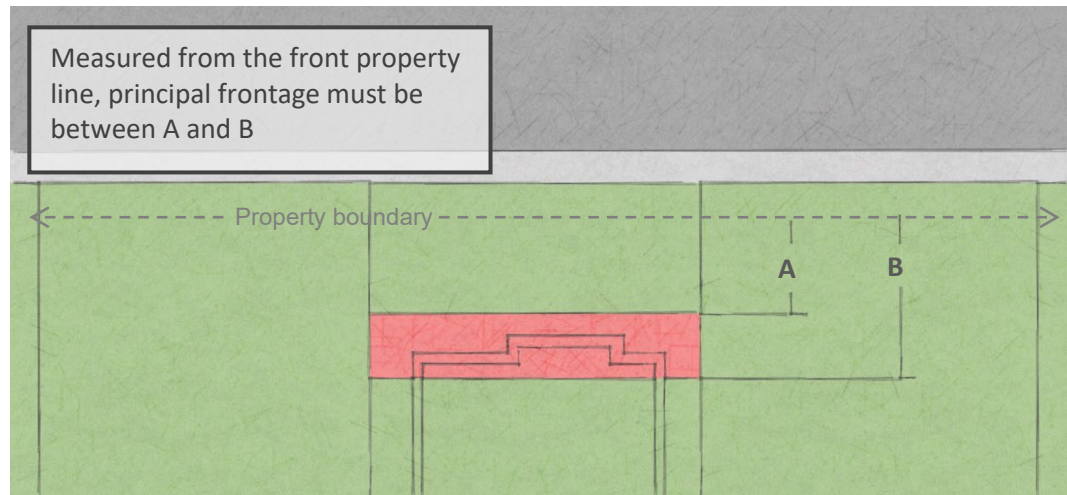 Measured from the front property
line, principal frontage must be
between A and B
Property boundary
A
B